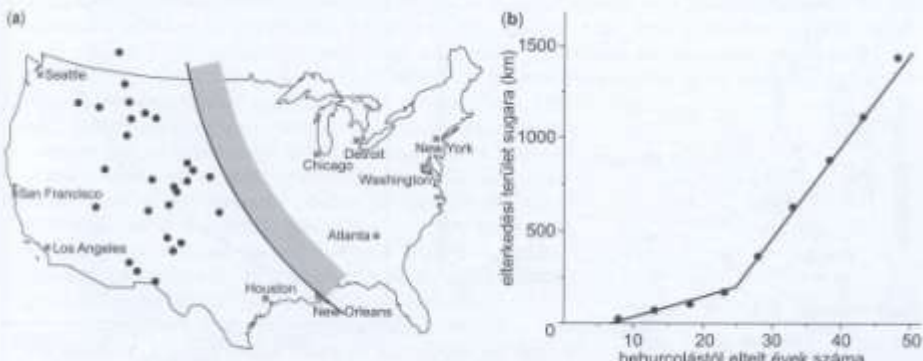 (a)
Seattle
San Francisco
Los Angeles
Houston
New Orleans
Atlanta
Chicago
Detroit
New York
Washington
(b)
elterkedési terület sugara (km)
1500
1000
500
0
10
20
30
40
50
behurcolástól eltelt évek száma